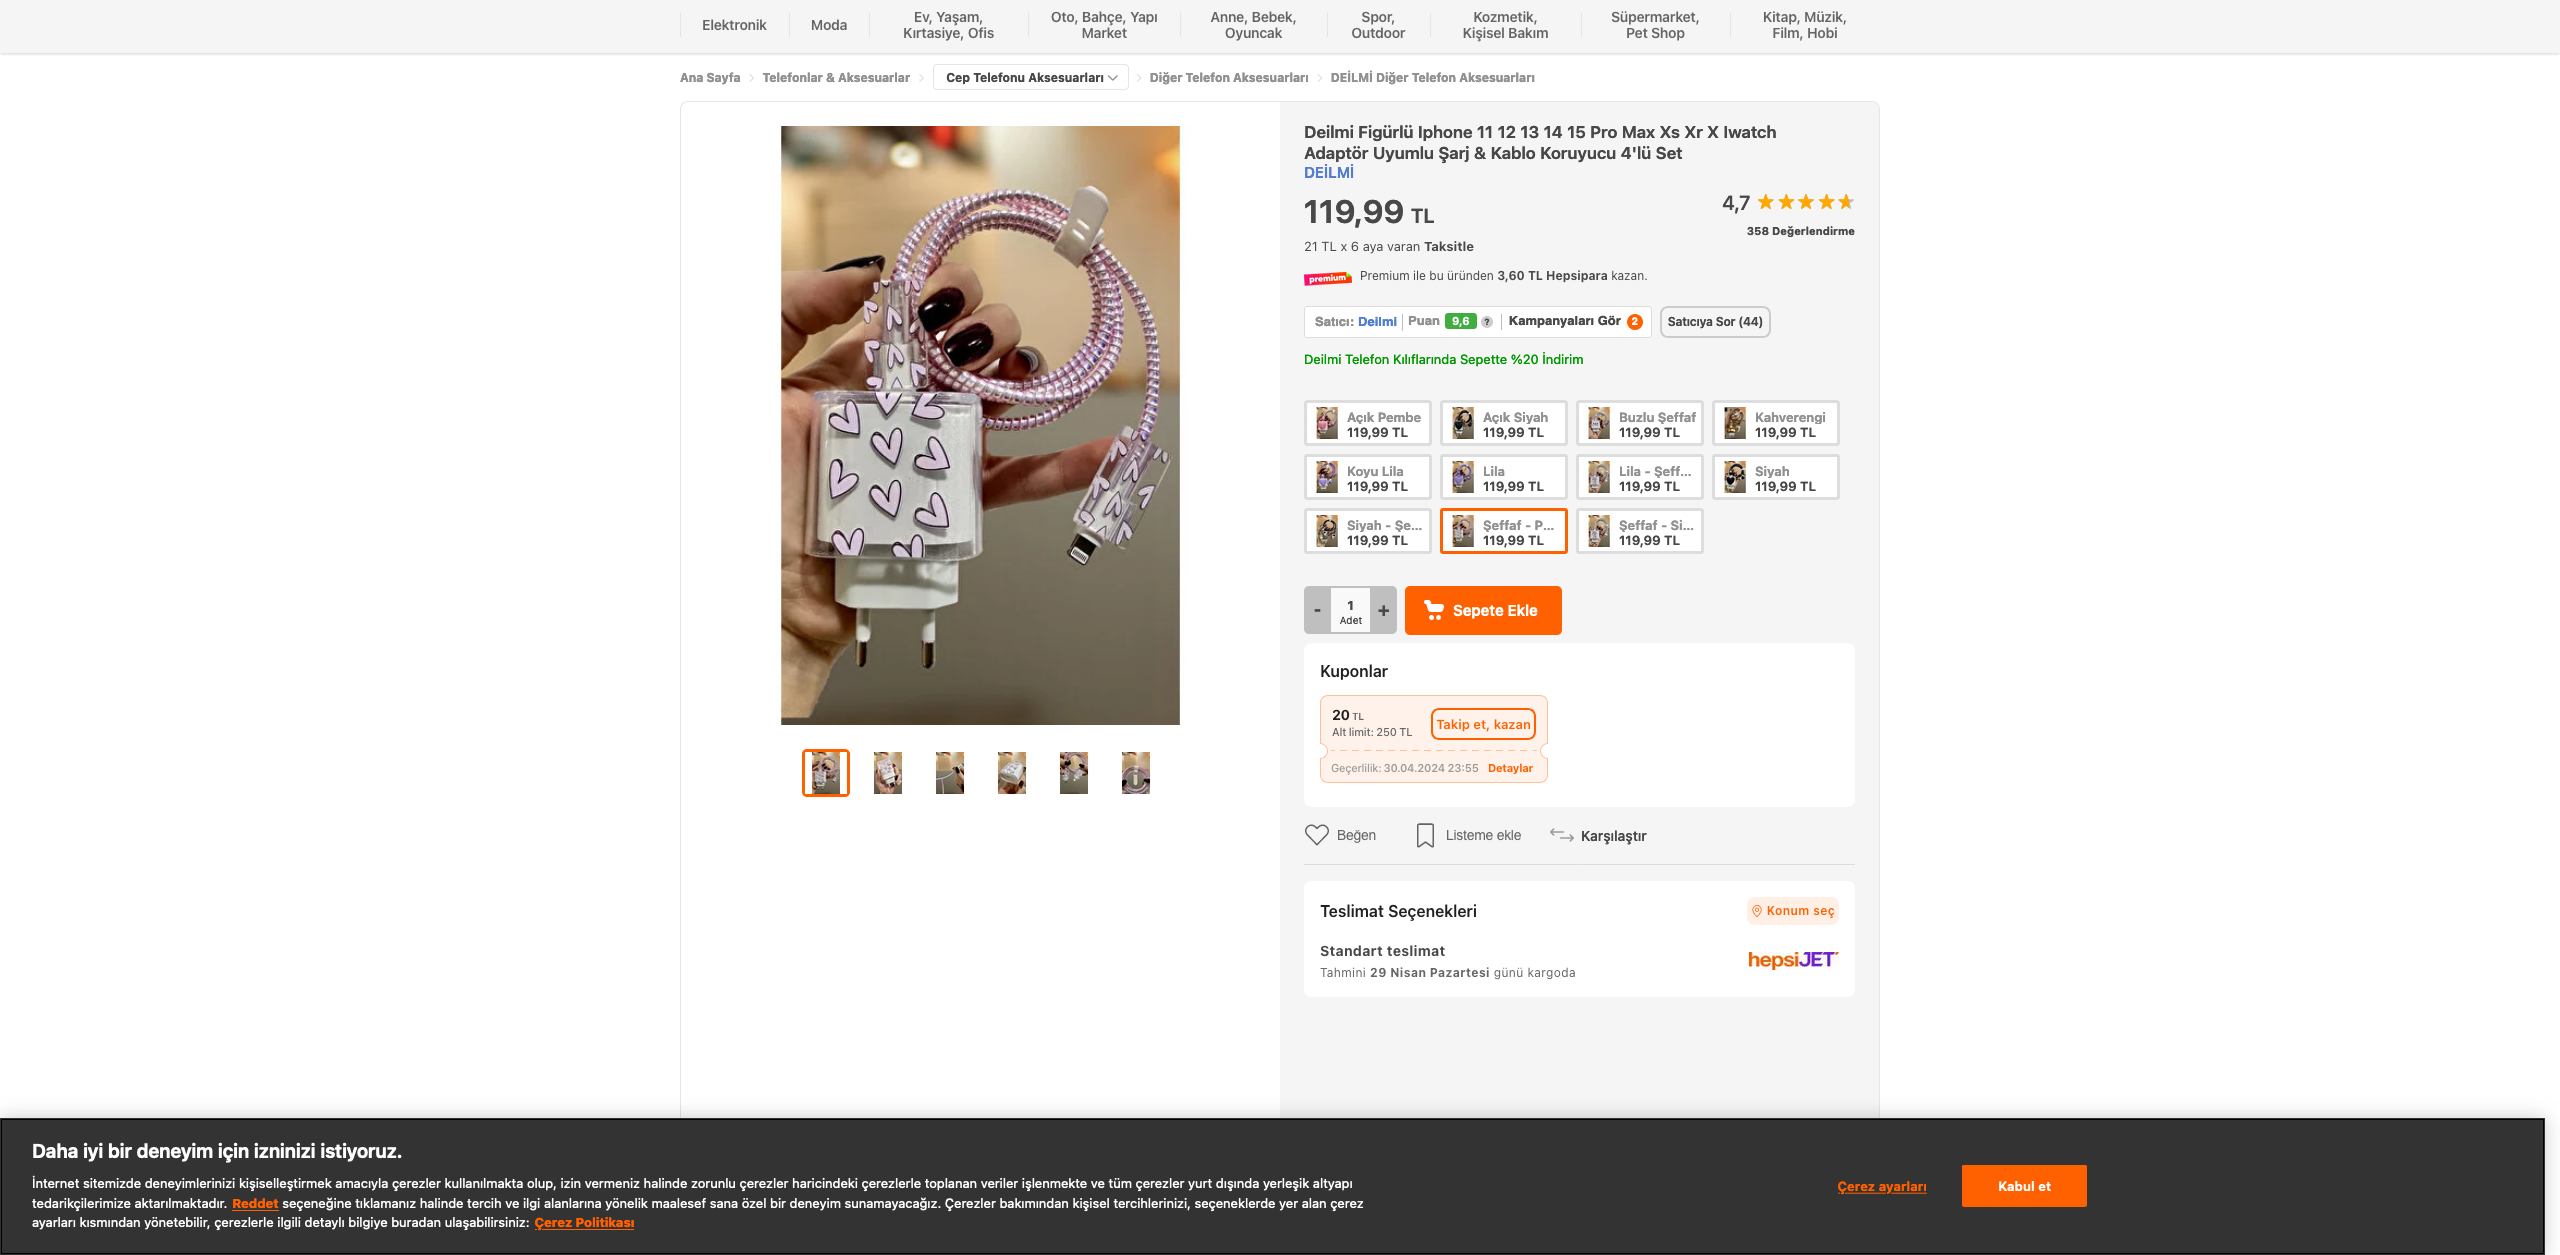 Elektronik
Moda
Ev, Yaşam,
Kırtasiye, Ofis
Oto, Bahçe, Yapı
Market
Anne, Bebek,
Oyuncak
Spor,
Outdoor
Kozmetik,
Kişisel Bakım
Süpermarket,
Pet Shop
Kitap, Müzik,
Film, Hobi
Ana Sayfa > Telefonlar & Aksesuarlar > Cep Telefonu Aksesuarları > Diğer Telefon Aksesuarları > DEİLMİ Diğer Telefon Aksesuarları
Deilmi Figürlü Iphone 11 12 13 14 15 Pro Max Xs Xr X Iwatch
Adaptör Uyumlu Şarj & Kablo Koruyucu 4'lü Set
DEİLMİ
119,99 TL
4,7
358 Değerlendirme
21 TL x 6 aya varan Taksitle
premium Premium ile bu üründen 3,60 TL Hepsipara kazan.
Satıcı: Deilmi | Puan 9,6 ? | Kampanyaları Gör 2
Satıcıya Sor (44)
Deilmi Telefon Kılıflarında Sepette %20 İndirim
Açık Pembe
119,99 TL
Açık Siyah
119,99 TL
Buzlu Şeffaf
119,99 TL
Kahverengi
119,99 TL
Koyu Lila
119,99 TL
Lila
119,99 TL
Lila - Şeff...
119,99 TL
Siyah
119,99 TL
Siyah - Şe...
119,99 TL
Şeffaf - P...
119,99 TL
Şeffaf - Si...
119,99 TL
- 1 +
Adet
Sepete Ekle
Kuponlar
20 TL
Alt limit: 250 TL
Takip et, kazan
Geçerlilik: 30.04.2024 23:55 Detaylar
Beğen
Listeme ekle
Karşılaştır
Teslimat Seçenekleri
Konum seç
Standart teslimat
Tahmini 29 Nisan Pazartesi günü kargoda
hepsiJET
Daha iyi bir deneyim için izninizi istiyoruz.
İnternet sitemizde deneyimlerinizi kişiselleştirmek amacıyla çerezler kullanılmakta olup, izin vermeniz halinde zorunlu çerezler haricindeki çerezlerle toplanan veriler işlenmekte ve tüm çerezler yurt dışında yerleşik altyapı
tedarikçilerimize aktarılmaktadır. Reddet seçeneğine tıklamanız halinde tercih ve ilgi alanlarına yönelik maalesef sana özel bir deneyim sunamayacağız. Çerezler bakımından kişisel tercihlerinizi, seçeneklerde yer alan çerez
ayarları kısmından yönetebilir, çerezlerle ilgili detaylı bilgiye buradan ulaşabilirsiniz: Çerez Politikası
Çerez ayarları
Kabul et